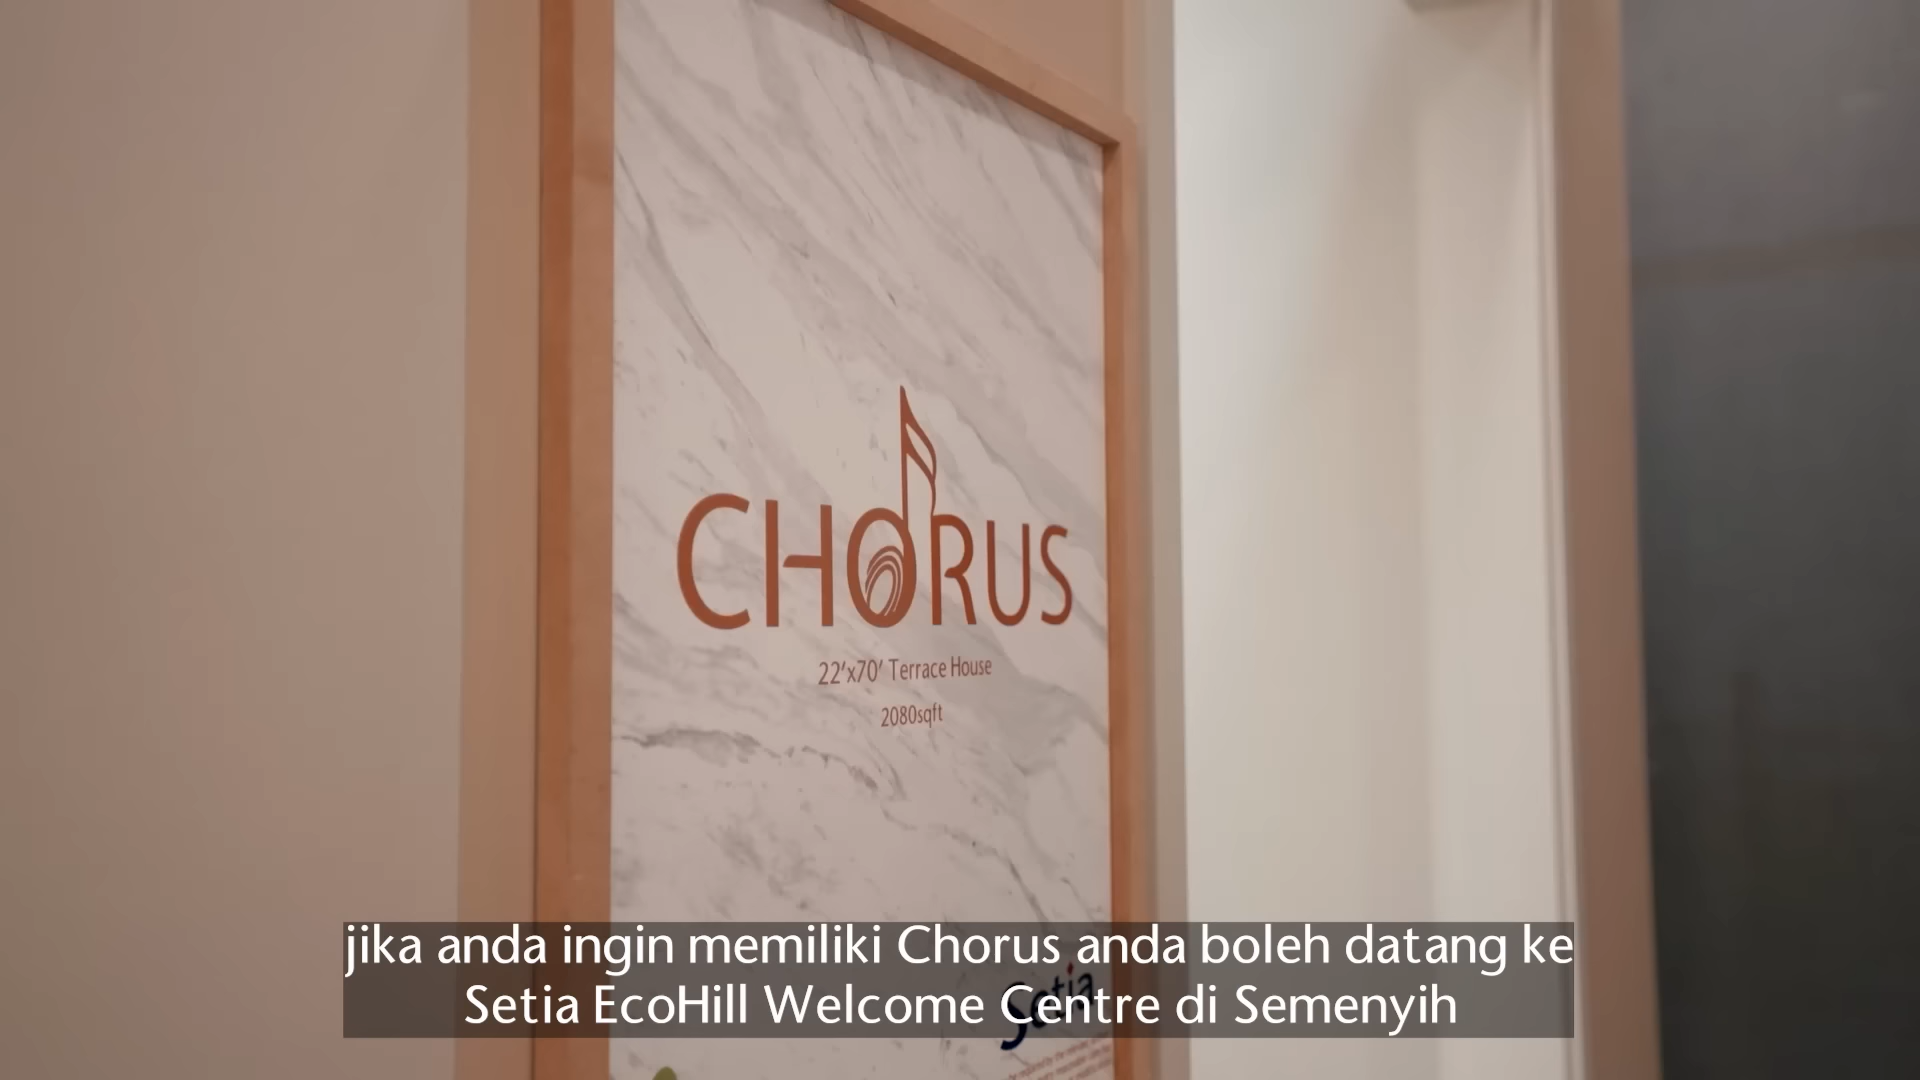 CHORUS
22'x70' Terrace House
2080sqft
jika anda ingin memiliki Chorus anda boleh datang ke
Setia EcoHill Welcome Centre di Semenyih
Setia